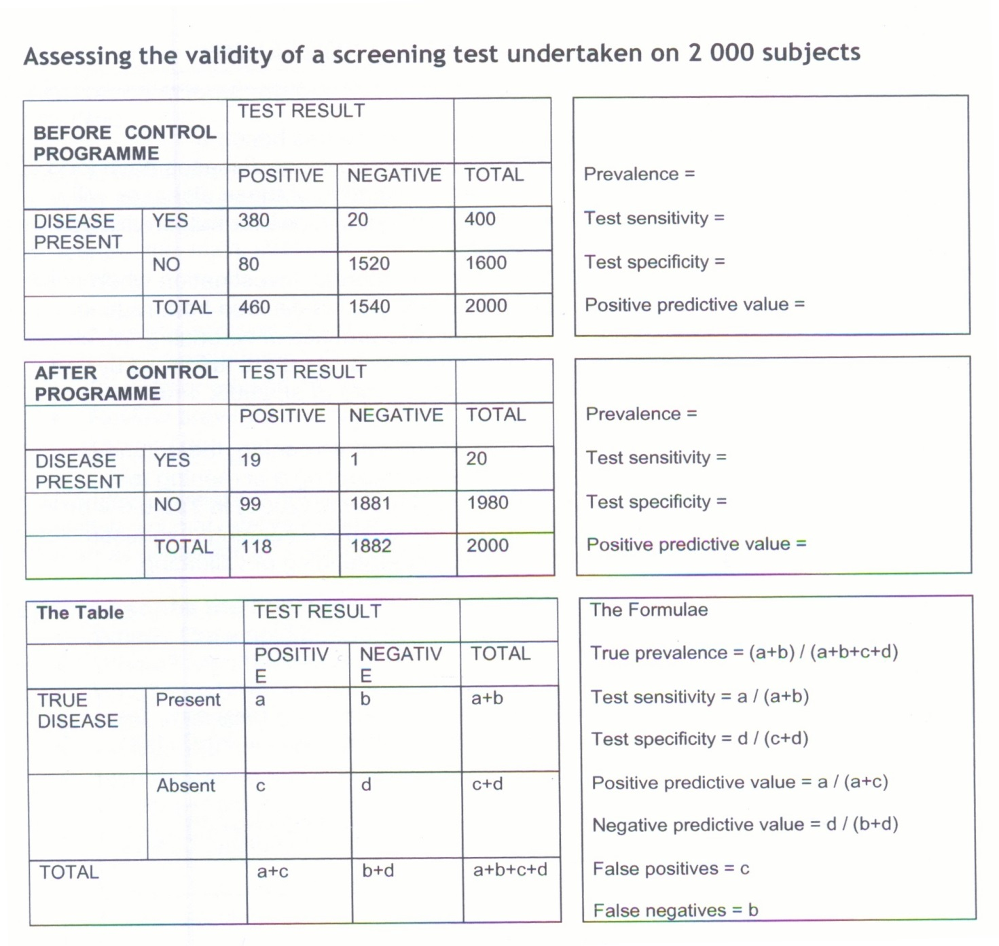 Assessing the validity of a screening test undertaken on 2 000 subjects
TEST RESULT
BEFORE CONTROL
PROGRAMME
POSITIVE NEGATIVE TOTAL
DISEASE YES 380 20 400
PRESENT
NO 80 1520 1600
TOTAL 460 1540 2000
Prevalence =
Test sensitivity =
Test specificity =
Positive predictive value =
AFTER CONTROL TEST RESULT
PROGRAMME
POSITIVE NEGATIVE TOTAL
DISEASE YES 19 1 20
PRESENT
NO 99 1881 1980
TOTAL 118 1882 2000
Prevalence =
Test sensitivity =
Test specificity =
Positive predictive value =
The Table TEST RESULT
POSITIV NEGATIV TOTAL
E E
TRUE Present a b a+b
DISEASE
Absent c d c+d
TOTAL a+c b+d a+b+c+d
The Formulae
True prevalence = (a+b) / (a+b+c+d)
Test sensitivity = a / (a+b)
Test specificity = d / (c+d)
Positive predictive value = a / (a+c)
Negative predictive value = d / (b+d)
False positives = c
False negatives = b